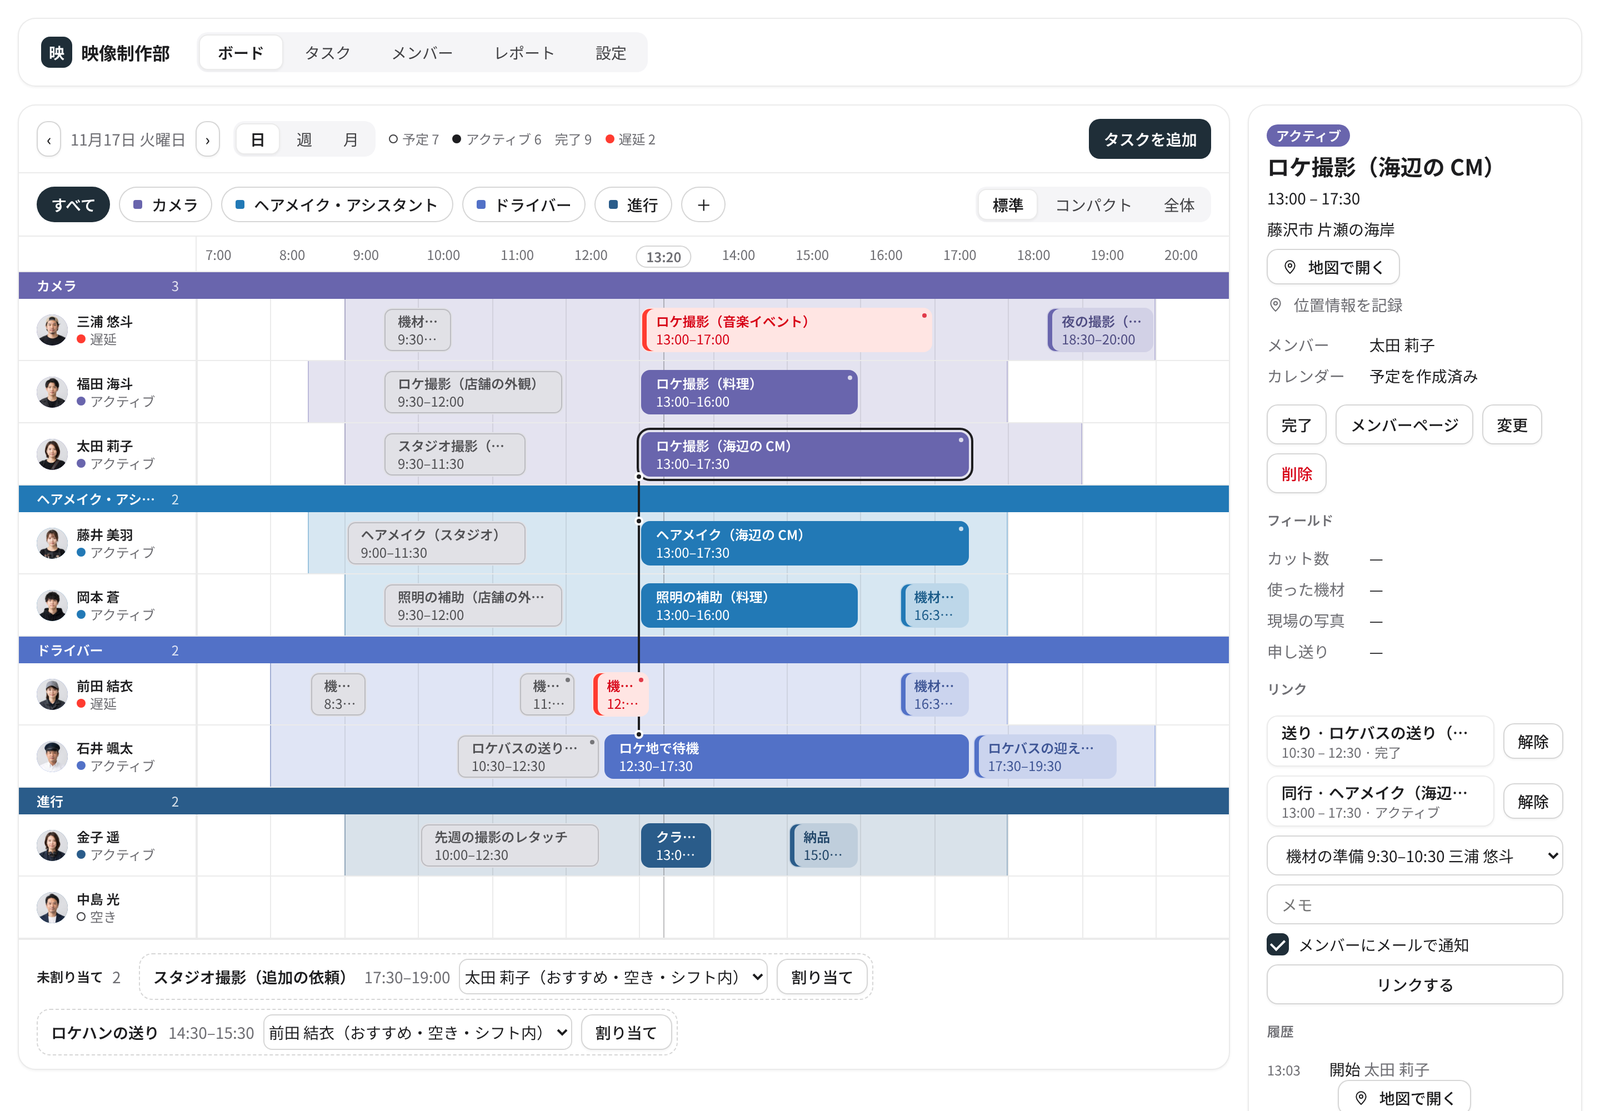 映 映像制作部 ボード タスク メンバー レポート 設定
‹ 11月17日 火曜日 › 日 週 月 予定 7 アクティブ 6 完了 9 遅延 2 タスクを追加
すべて カメラ ヘアメイク・アシスタント ドライバー 進行 + 標準 コンパクト 全体
7:00 8:00 9:00 10:00 11:00 12:00 13:20 14:00 15:00 16:00 17:00 18:00 19:00 20:00
カメラ 3
三浦 悠斗
遅延
機材…
9:30…
ロケ撮影（音楽イベント）
13:00–17:00
夜の撮影（…
18:30–20:00
福田 海斗
アクティブ
ロケ撮影（店舗の外観）
9:30–12:00
ロケ撮影（料理）
13:00–16:00
太田 莉子
アクティブ
スタジオ撮影（…
9:30–11:30
ロケ撮影（海辺の CM）
13:00–17:30
ヘアメイク・アシ… 2
藤井 美羽
アクティブ
ヘアメイク（スタジオ）
9:00–11:30
ヘアメイク（海辺の CM）
13:00–17:30
岡本 蒼
アクティブ
照明の補助（店舗の外…
9:30–12:00
照明の補助（料理）
13:00–16:00
機材…
16:3…
ドライバー 2
前田 結衣
遅延
機…
8:3…
機…
11:…
機…
12:…
機材…
16:3…
石井 颯太
アクティブ
ロケバスの送り…
10:30–12:30
ロケ地で待機
12:30–17:30
ロケバスの迎え…
17:30–19:30
進行 2
金子 遥
アクティブ
先週の撮影のレタッチ
10:00–12:30
クラ…
13:0…
納品
15:0…
中島 光
空き
未割り当て 2 スタジオ撮影（追加の依頼） 17:30–19:00 太田 莉子（おすすめ・空き・シフト内） 割り当て
ロケハンの送り 14:30–15:30 前田 結衣（おすすめ・空き・シフト内） 割り当て
アクティブ
ロケ撮影（海辺の CM）
13:00 – 17:30
藤沢市 片瀬の海岸
地図で開く
位置情報を記録
メンバー 太田 莉子
カレンダー 予定を作成済み
完了 メンバーページ 変更
削除
フィールド
カット数 —
使った機材 —
現場の写真 —
申し送り —
リンク
送り · ロケバスの送り（…
10:30 – 12:30 · 完了
解除
同行 · ヘアメイク（海辺…
13:00 – 17:30 · アクティブ
解除
機材の準備 9:30–10:30 三浦 悠斗
メモ
メンバーにメールで通知
リンクする
履歴
13:03 開始 太田 莉子
地図で開く